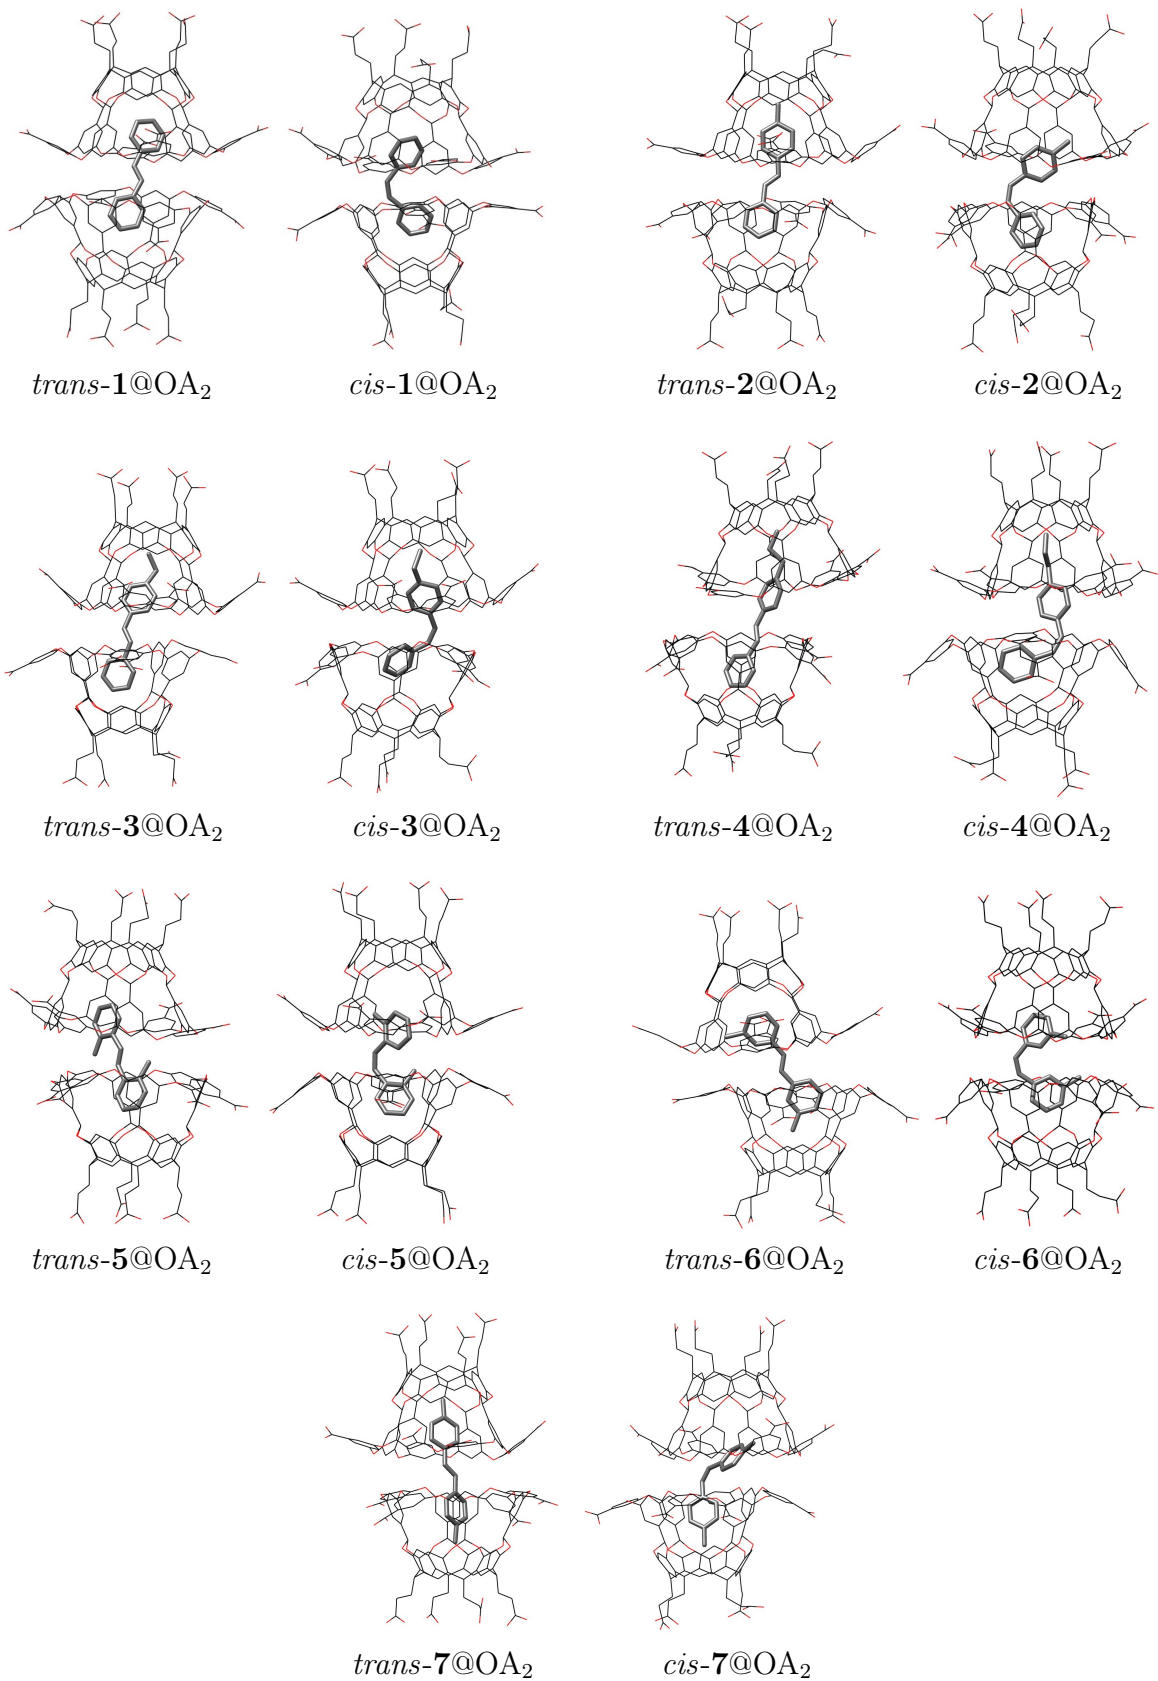 trans-1@OA₂ cis-1@OA₂ trans-2@OA₂ cis-2@OA₂
trans-3@OA₂ cis-3@OA₂ trans-4@OA₂ cis-4@OA₂
trans-5@OA₂ cis-5@OA₂ trans-6@OA₂ cis-6@OA₂
trans-7@OA₂ cis-7@OA₂